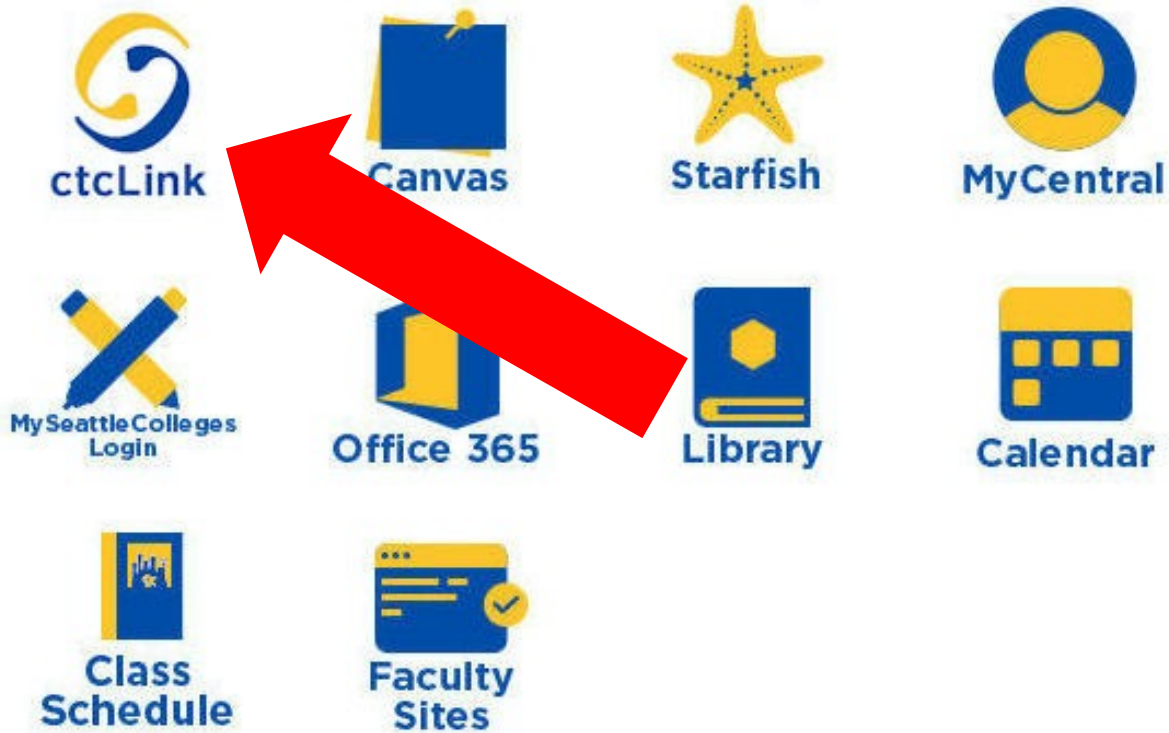 ctcLink
Canvas
Starfish
MyCentral
MySeattleColleges
Login
Office 365
Library
Calendar
Class
Schedule
Faculty
Sites